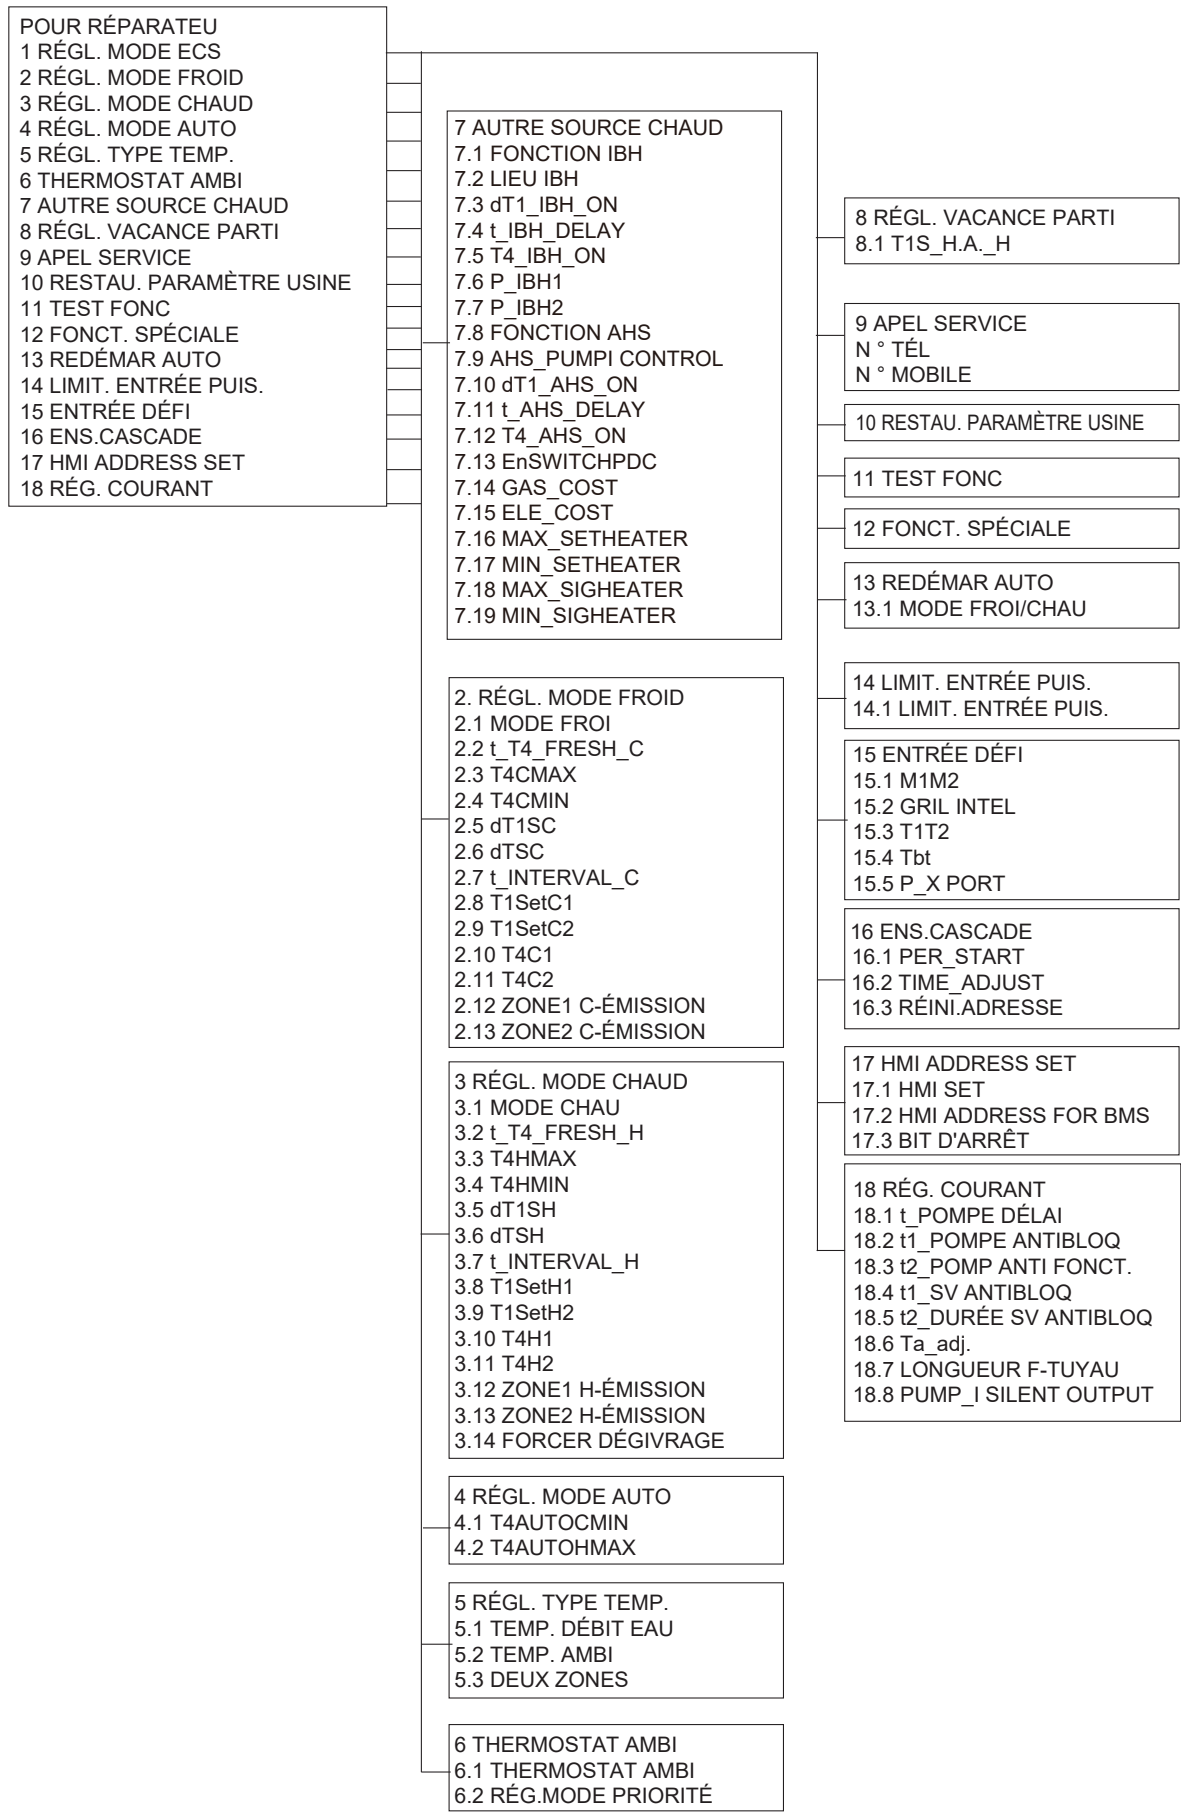 POUR RÉPARATEU
1 RÉGL. MODE ECS
2 RÉGL. MODE FROID
3 RÉGL. MODE CHAUD
4 RÉGL. MODE AUTO
5 RÉGL. TYPE TEMP.
6 THERMOSTAT AMBI
7 AUTRE SOURCE CHAUD
8 RÉGL. VACANCE PARTI
9 APEL SERVICE
10 RESTAU. PARAMÈTRE USINE
11 TEST FONC
12 FONCT. SPÉCIALE
13 REDÉMAR AUTO
14 LIMIT. ENTRÉE PUIS.
15 ENTRÉE DÉFI
16 ENS.CASCADE
17 HMI ADDRESS SET
18 RÉG. COURANT
7 AUTRE SOURCE CHAUD
7.1 FONCTION IBH
7.2 LIEU IBH
7.3 dT1_IBH_ON
7.4 t_IBH_DELAY
7.5 T4_IBH_ON
7.6 P_IBH1
7.7 P_IBH2
7.8 FONCTION AHS
7.9 AHS_PUMPI CONTROL
7.10 dT1_AHS_ON
7.11 t_AHS_DELAY
7.12 T4_AHS_ON
7.13 EnSWITCHPDC
7.14 GAS_COST
7.15 ELE_COST
7.16 MAX_SETHEATER
7.17 MIN_SETHEATER
7.18 MAX_SIGHEATER
7.19 MIN_SIGHEATER
2. RÉGL. MODE FROID
2.1 MODE FROI
2.2 t_T4_FRESH_C
2.3 T4CMAX
2.4 T4CMIN
2.5 dT1SC
2.6 dTSC
2.7 t_INTERVAL_C
2.8 T1SetC1
2.9 T1SetC2
2.10 T4C1
2.11 T4C2
2.12 ZONE1 C-ÉMISSION
2.13 ZONE2 C-ÉMISSION
3 RÉGL. MODE CHAUD
3.1 MODE CHAU
3.2 t_T4_FRESH_H
3.3 T4HMAX
3.4 T4HMIN
3.5 dT1SH
3.6 dTSH
3.7 t_INTERVAL_H
3.8 T1SetH1
3.9 T1SetH2
3.10 T4H1
3.11 T4H2
3.12 ZONE1 H-ÉMISSION
3.13 ZONE2 H-ÉMISSION
3.14 FORCER DÉGIVRAGE
4 RÉGL. MODE AUTO
4.1 T4AUTOCMIN
4.2 T4AUTOHMAX
5 RÉGL. TYPE TEMP.
5.1 TEMP. DÉBIT EAU
5.2 TEMP. AMBI
5.3 DEUX ZONES
6 THERMOSTAT AMBI
6.1 THERMOSTAT AMBI
6.2 RÉG.MODE PRIORITÉ
8 RÉGL. VACANCE PARTI
8.1 T1S_H.A._H
9 APEL SERVICE
N ° TÉL
N ° MOBILE
10 RESTAU. PARAMÈTRE USINE
11 TEST FONC
12 FONCT. SPÉCIALE
13 REDÉMAR AUTO
13.1 MODE FROI/CHAU
14 LIMIT. ENTRÉE PUIS.
14.1 LIMIT. ENTRÉE PUIS.
15 ENTRÉE DÉFI
15.1 M1M2
15.2 GRIL INTEL
15.3 T1T2
15.4 Tbt
15.5 P_X PORT
16 ENS.CASCADE
16.1 PER_START
16.2 TIME_ADJUST
16.3 RÉINI.ADRESSE
17 HMI ADDRESS SET
17.1 HMI SET
17.2 HMI ADDRESS FOR BMS
17.3 BIT D'ARRÊT
18 RÉG. COURANT
18.1 t_POMPE DÉLAI
18.2 t1_POMPE ANTIBLOQ
18.3 t2_POMP ANTI FONCT.
18.4 t1_SV ANTIBLOQ
18.5 t2_DURÉE SV ANTIBLOQ
18.6 Ta_adj.
18.7 LONGUEUR F-TUYAU
18.8 PUMP_I SILENT OUTPUT